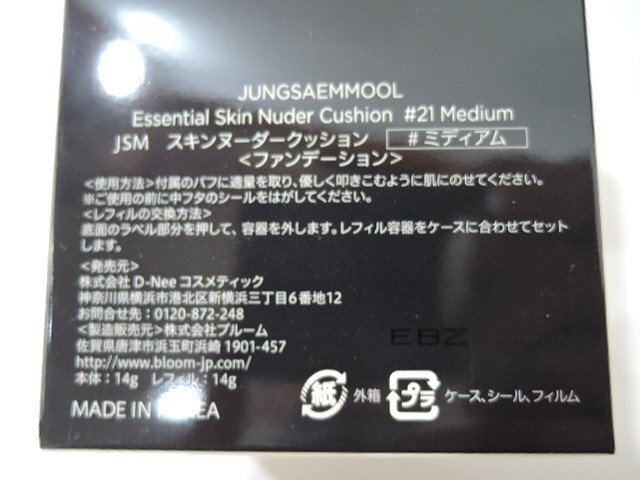 JUNGSAEMMOOL
Essential Skin Nuder Cushion #21 Medium
JSM スキンヌーダークッション # ミディアム
<ファンデーション>
<使用方法>付属のパフに適量を取り、優しく叩きこむように肌にのせてください。
※ご使用の前に中フタのシールをはがしてください。
<レフィルの交換方法>
底面のラベル部分を押して、容器を外します。レフィル容器をケースに合わせてセット
します。
<発売元>
株式会社 D-Nee コスメティック
神奈川県横浜市港北区新横浜三丁目6番地12
お問合せ先:0120-872-248
<製造販売元>株式会社ブルーム
佐賀県唐津市浜玉町浜崎 1901-457
http://www.bloom-jp.com/
本体:14g レフィル:14g
MADE IN KOREA
EBZ
紙 外箱
プラ ケース、シール、フィルム